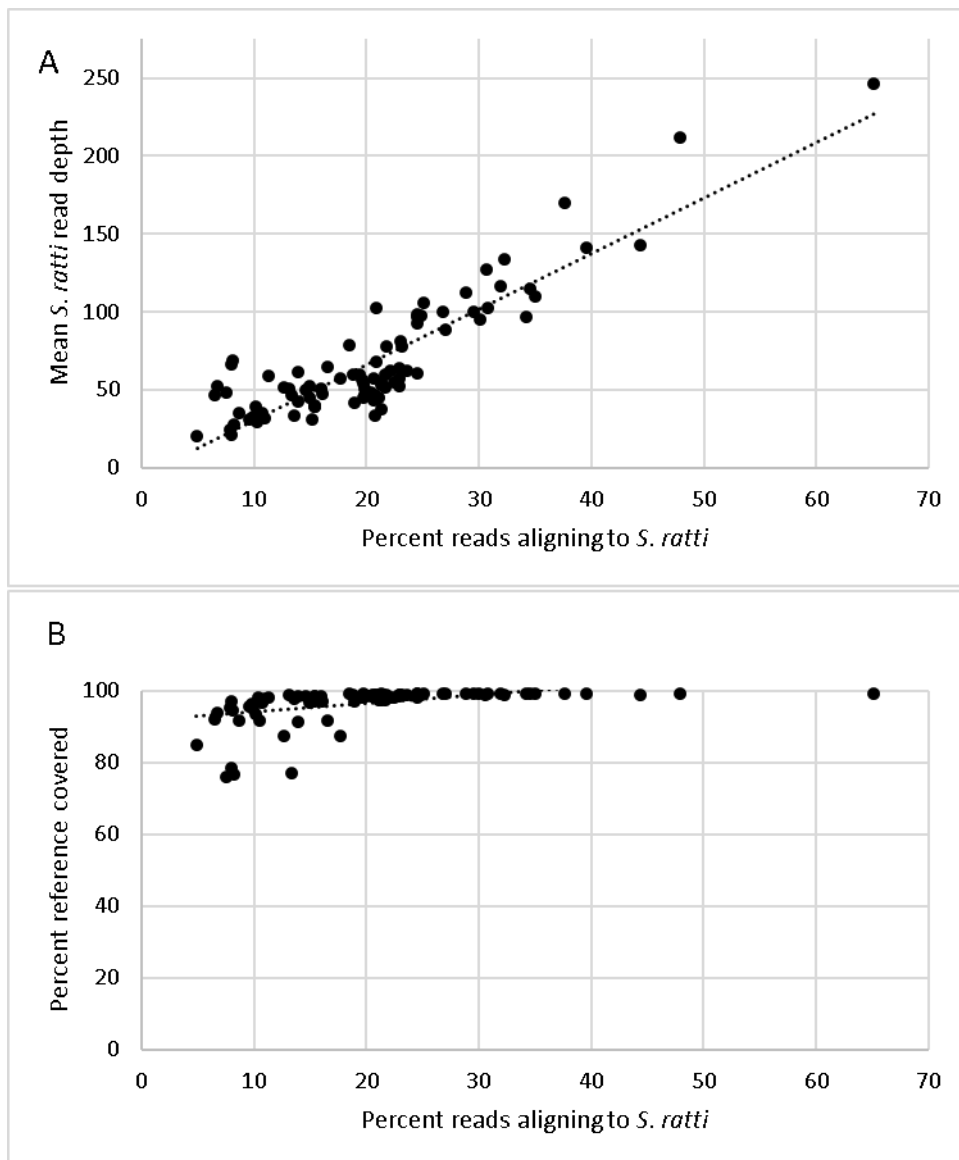 A
250
200
150
100
50
0
Mean S. ratti read depth
0 10 20 30 40 50 60 70
Percent reads aligning to S. ratti
B
100
80
60
40
20
0
Percent reference covered
0 10 20 30 40 50 60 70
Percent reads aligning to S. ratti